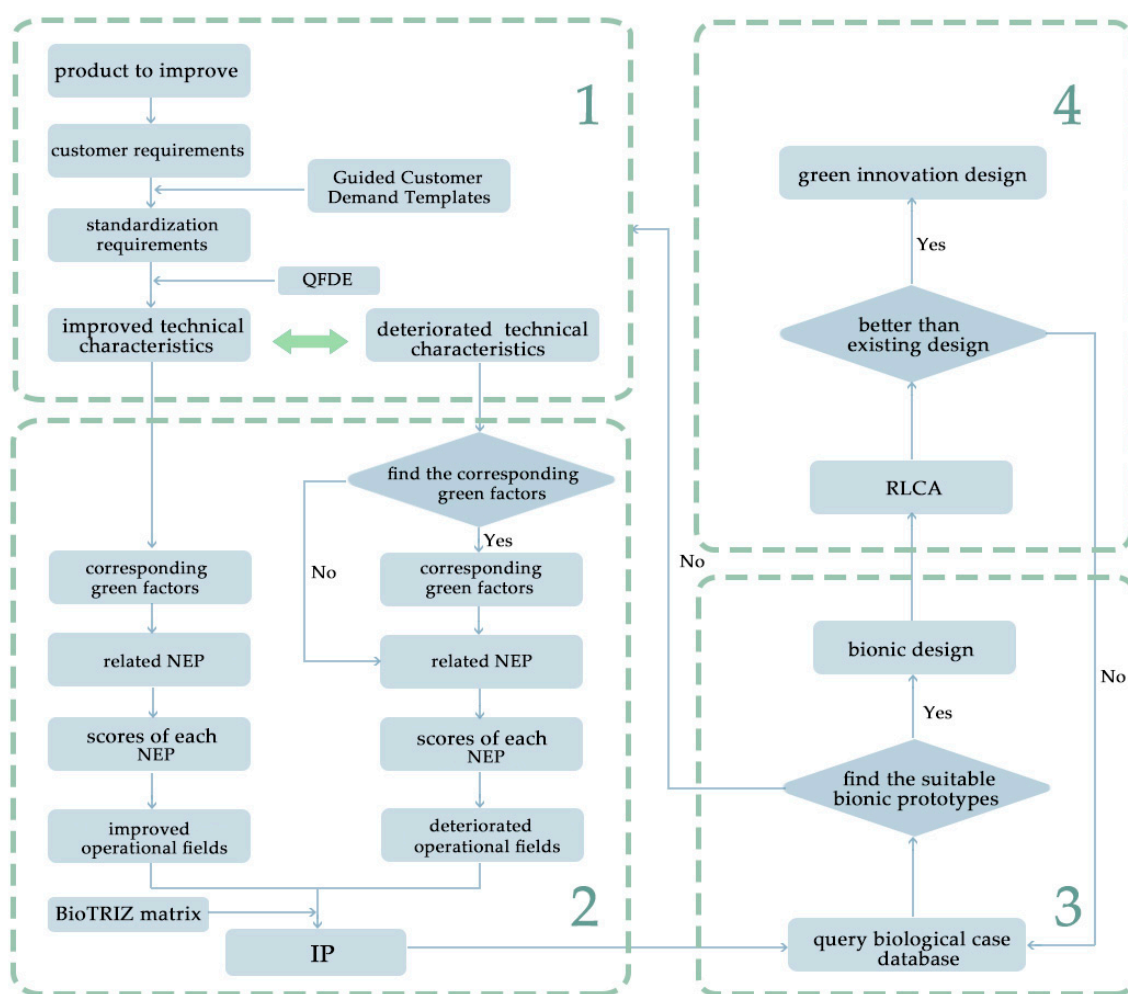 product to improve
1
customer requirements
Guided Customer
Demand Templates
standardization
requirements
QFDE
improved technical
characteristics
deteriorated technical
characteristics
find the corresponding
green factors
Yes
No
corresponding
green factors
corresponding
green factors
related NEP
related NEP
scores of each
NEP
scores of each
NEP
improved
operational fields
deteriorated
operational fields
BioTRIZ matrix
2
IP
4
green innovation design
Yes
better than
existing design
RLCA
No
bionic design
No
Yes
find the suitable
bionic prototypes
3
query biological case
database